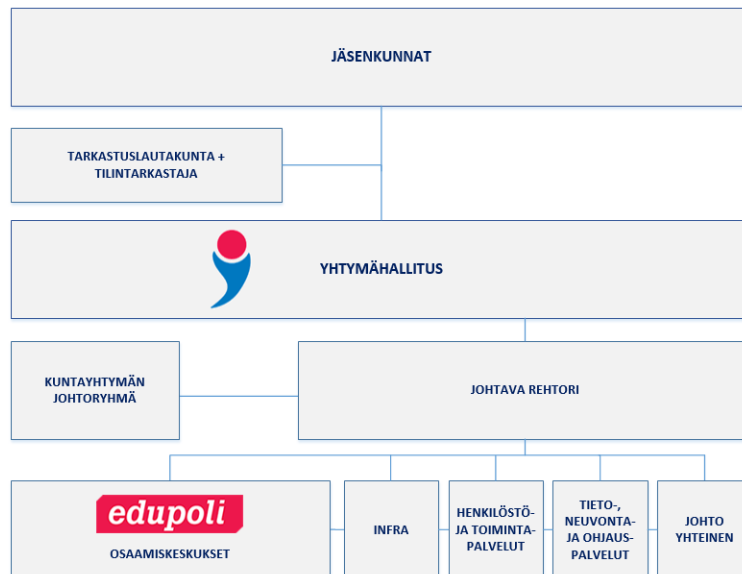 JÄSENKUNNAT
TARKASTUSLAUTAKUNTA +
TILINTARKASTAJA
YHTYMÄHALLITUS
KUNTAYHTYMÄN
JOHTORYHMÄ
JOHTAVA REHTORI
edupoli
OSAAMISKESKUKSET
INFRA
HENKILÖSTÖ-
JA TOIMINTA-
PALVELUT
TIETO-,
NEUVONTA-
JA OHJAUS-
PALVELUT
JOHTO
YHTEINEN